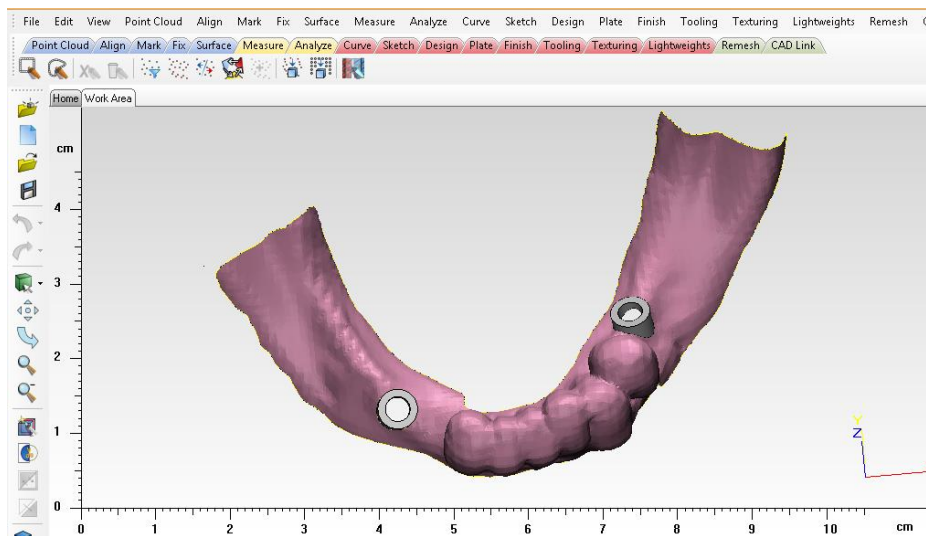 File Edit View Point Cloud Align Mark Fix Surface Measure Analyze Curve Sketch Design Plate Finish Tooling Texturing Lightweights Remesh
Point Cloud Align Mark Fix Surface Measure Analyze Curve Sketch Design Plate Finish Tooling Texturing Lightweights Remesh CAD Link
Home Work Area
cm
4
3
2
1
0
Y
Z
0 1 2 3 4 5 6 7 8 9 10 cm